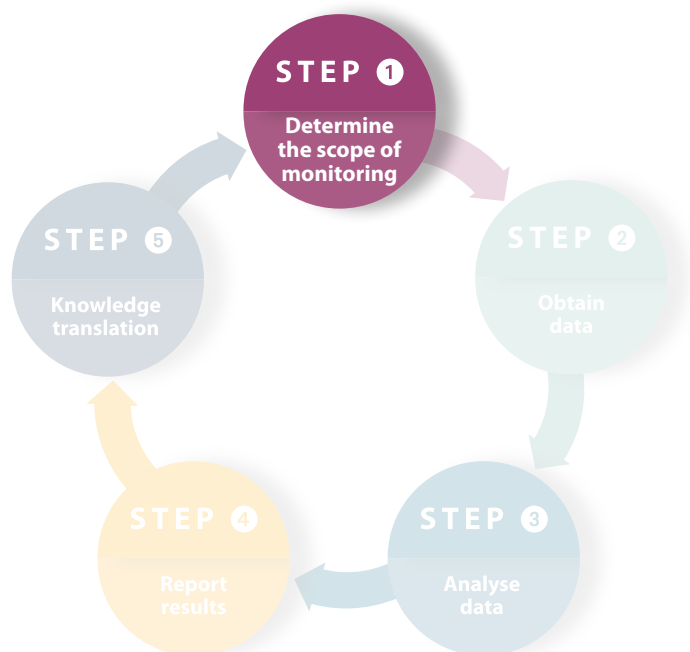 STEP 1
Determine
the scope of
monitoring
STEP 2
Obtain
data
STEP 3
Analyse
data
STEP 4
Report
results
STEP 5
Knowledge
translation